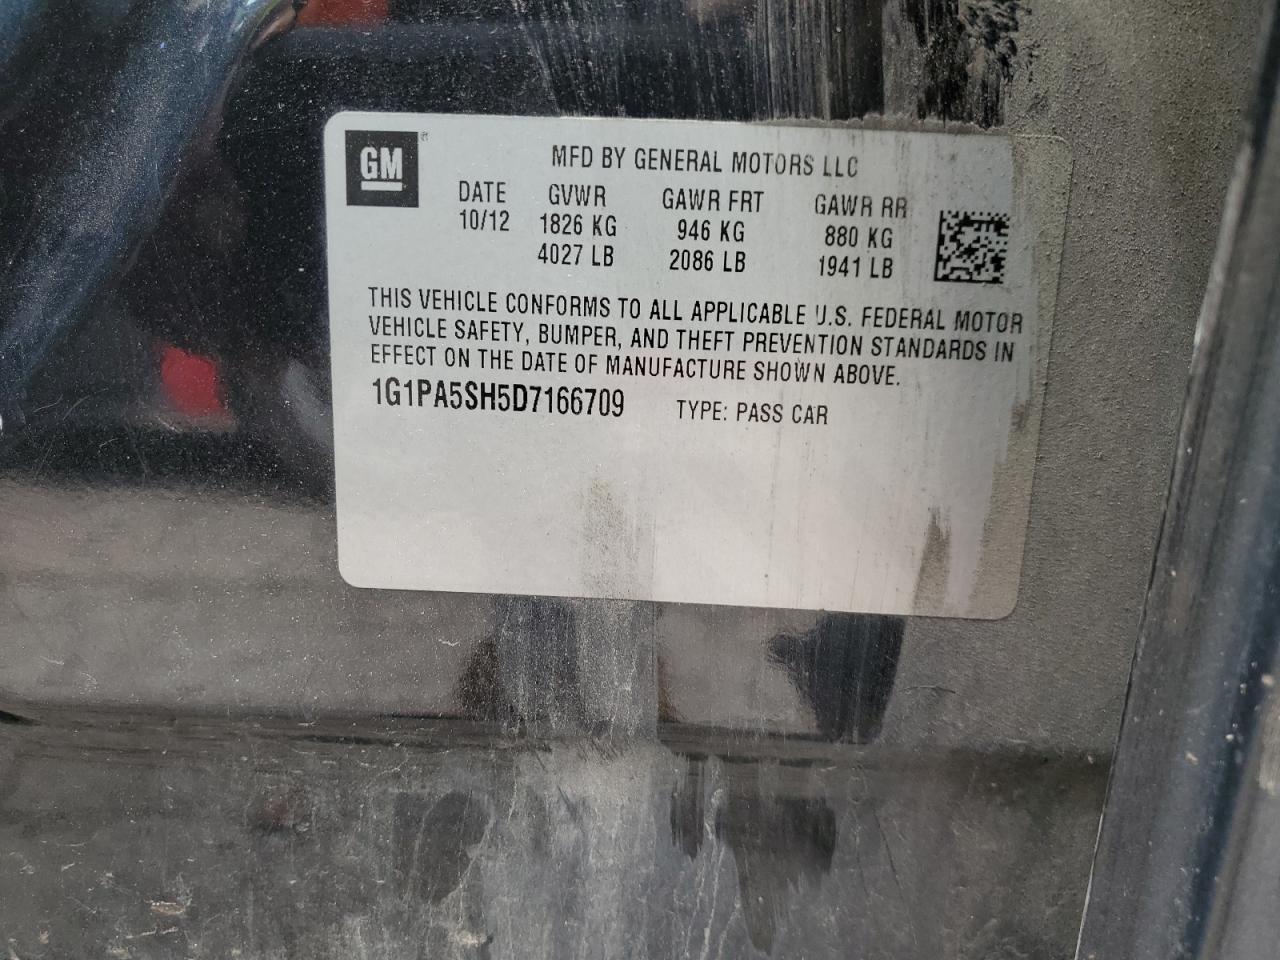 GM®
MFD BY GENERAL MOTORS LLC
DATE GVWR GAWR FRT GAWR RR
10/12 1826 KG 946 KG 880 KG
4027 LB 2086 LB 1941 LB
THIS VEHICLE CONFORMS TO ALL APPLICABLE U.S. FEDERAL MOTOR
VEHICLE SAFETY, BUMPER, AND THEFT PREVENTION STANDARDS IN
EFFECT ON THE DATE OF MANUFACTURE SHOWN ABOVE.
1G1PA5SH5D7166709 TYPE: PASS CAR